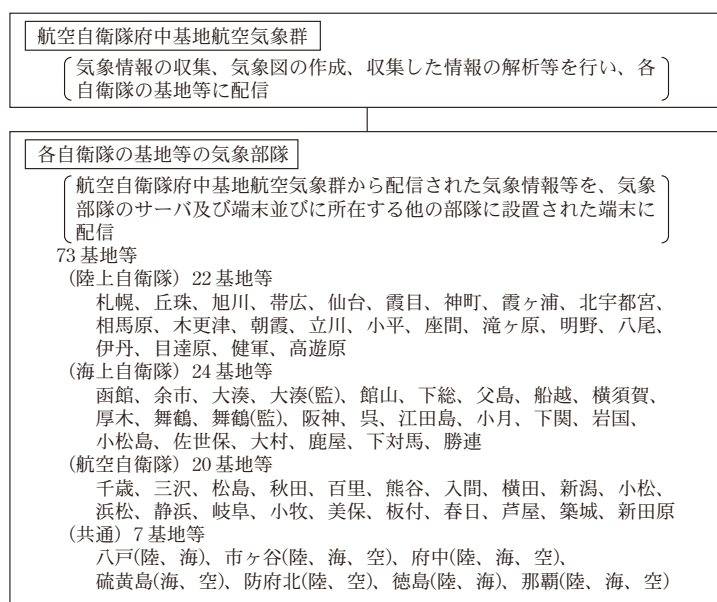 航空自衛隊府中基地航空気象群
気象情報の収集、気象図の作成、収集した情報の解析等を行い、各
自衛隊の基地等に配信
各自衛隊の基地等の気象部隊
航空自衛隊府中基地航空気象群から配信された気象情報等を、気象
部隊のサーバ及び端末並びに所在する他の部隊に設置された端末に
配信
73基地等
(陸上自衛隊) 22基地等
札幌、丘珠、旭川、帯広、仙台、霞目、神町、霞ヶ浦、北宇都宮、
相馬原、木更津、朝霞、立川、小平、座間、滝ヶ原、明野、八尾、
伊丹、目達原、健軍、高遊原
(海上自衛隊) 24基地等
函館、余市、大湊、大湊(監)、館山、下総、父島、船越、横須賀、
厚木、舞鶴、舞鶴(監)、阪神、呉、江田島、小月、下関、岩国、
小松島、佐世保、大村、鹿屋、下対馬、勝連
(航空自衛隊) 20基地等
千歳、三沢、松島、秋田、百里、熊谷、入間、横田、新潟、小松、
浜松、静浜、岐阜、小牧、美保、板付、春日、芦屋、築城、新田原
(共通) 7基地等
八戸(陸、海)、市ヶ谷(陸、海、空)、府中(陸、海、空)、
硫黄島(海、空)、防府北(陸、空)、徳島(陸、海)、那覇(陸、海、空)